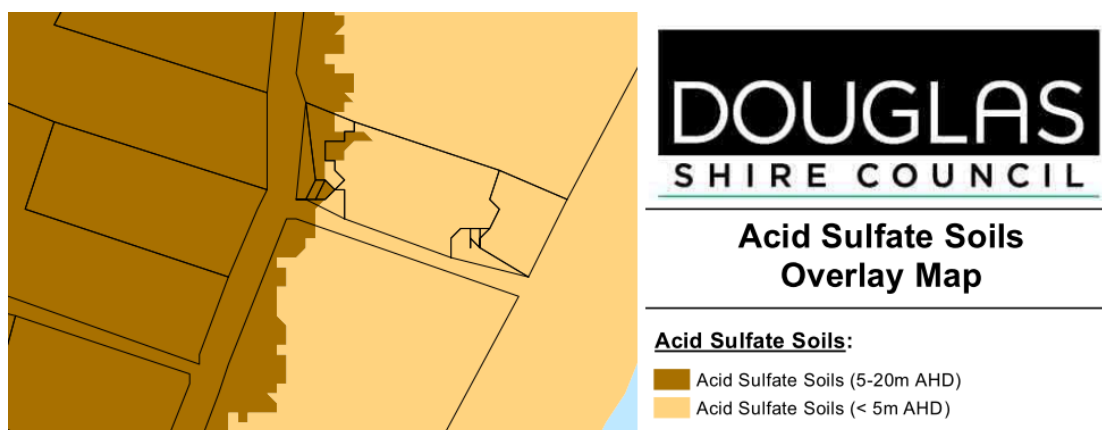 DOUGLAS
SHIRE COUNCIL
Acid Sulfate Soils
Overlay Map
Acid Sulfate Soils:
Acid Sulfate Soils (5-20m AHD)
Acid Sulfate Soils (< 5m AHD)